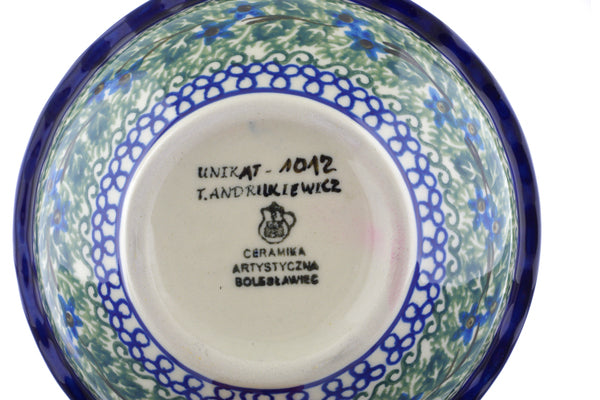 UNIKAT-1012
T.ANDRUKIEWICZ
CERAMIKA
ARTYSTYCZNA
BOLESŁAWIEC